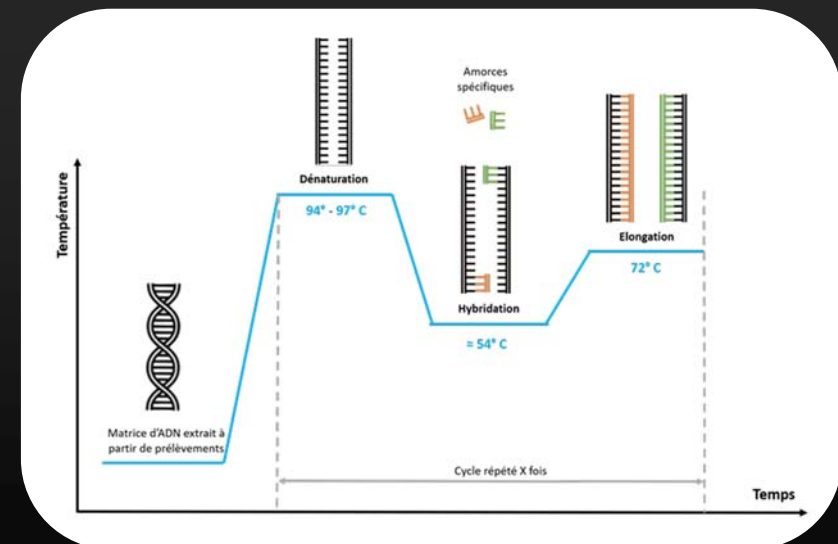 Amorces
spécifiques
Dénaturation
94° - 97° C
Elongation
72° C
Hybridation
≈ 54° C
Température
Matrice d'ADN extrait à
partir de prélèvements
Cycle répété X fois
Temps